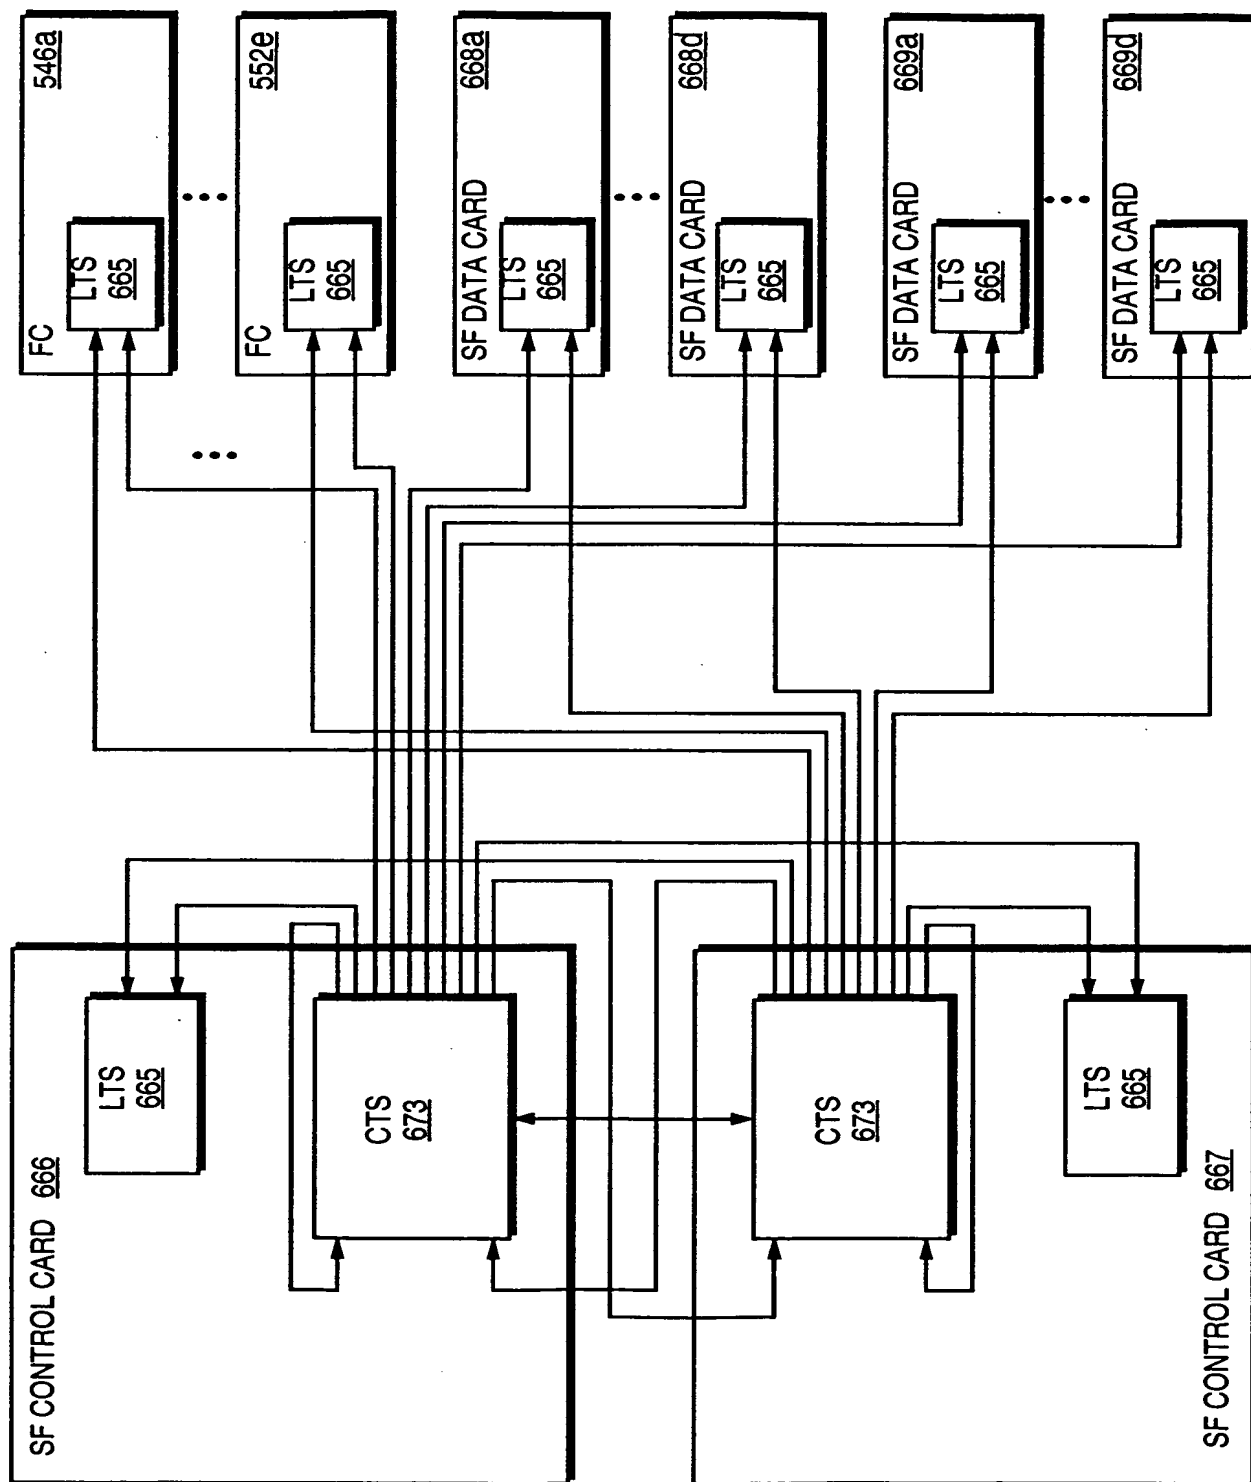 SF CONTROL CARD 666
LTS
665
CTS
673
SF CONTROL CARD 667
CTS
673
LTS
665
FC
546a
LTS
665
FC
552e
LTS
665
SF DATA CARD
668a
LTS
665
SF DATA CARD
668d
LTS
665
SF DATA CARD
669a
LTS
665
SF DATA CARD
669d
LTS
665